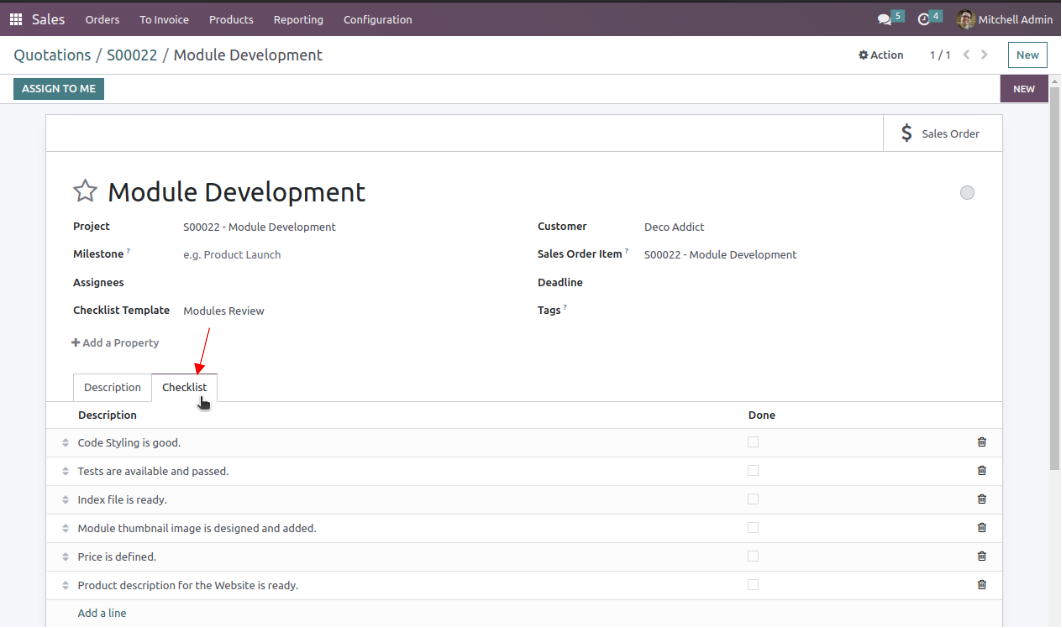 Sales Orders To Invoice Products Reporting Configuration 5 4 Mitchell Admin
Quotations / S00022 / Module Development Action 1 / 1 New
ASSIGN TO ME NEW
$ Sales Order
Module Development
Project S00022 - Module Development Customer Deco Addict
Milestone ? e.g. Product Launch Sales Order Item ? S00022 - Module Development
Assignees Deadline
Checklist Template Modules Review Tags ?
Add a Property
Description Checklist
Description Done
Code Styling is good.
Tests are available and passed.
Index file is ready.
Module thumbnail image is designed and added.
Price is defined.
Product description for the Website is ready.
Add a line